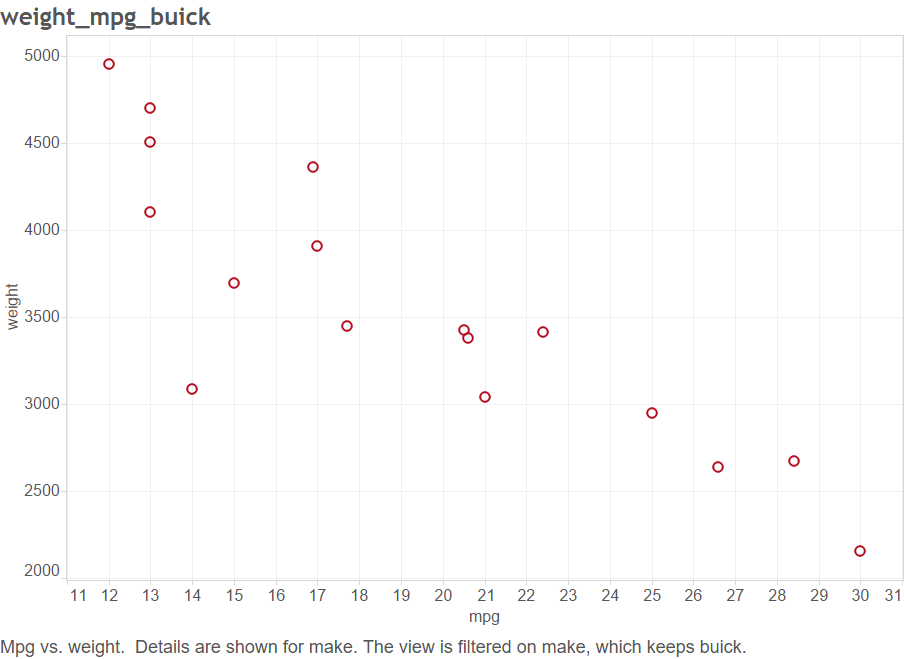 weight_mpg_buick
5000
4500
4000
3500
3000
2500
2000
weight
11 12 13 14 15 16 17 18 19 20 21 22 23 24 25 26 27 28 29 30 31
mpg
Mpg vs. weight.  Details are shown for make. The view is filtered on make, which keeps buick.